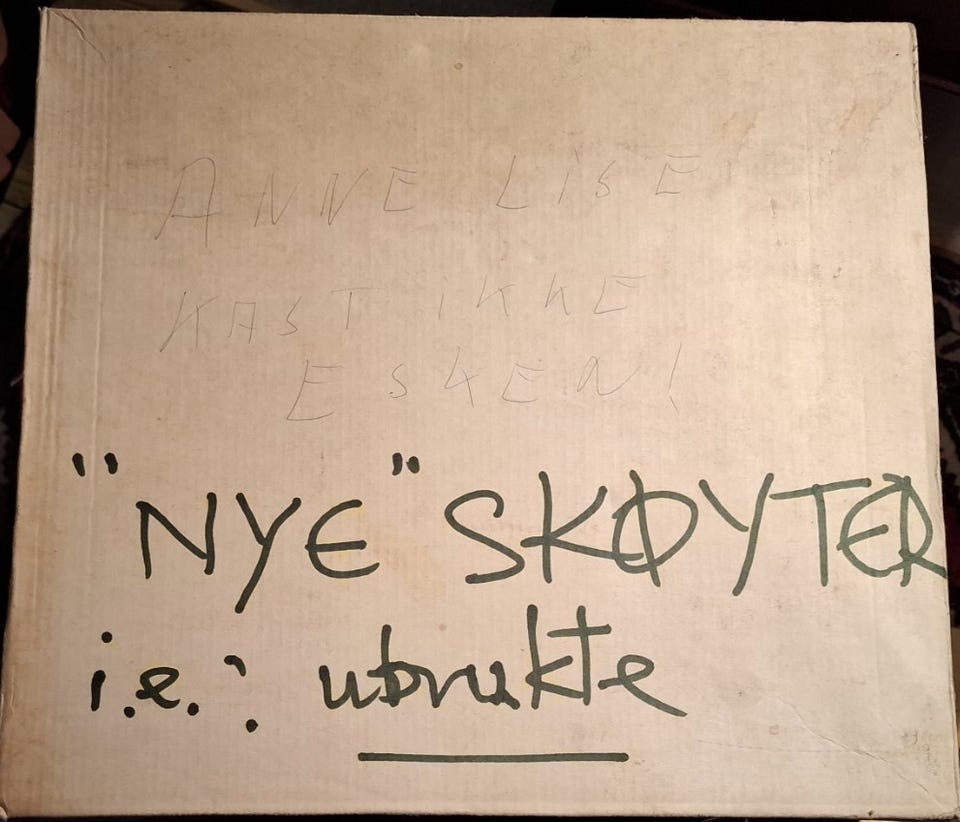 ANNE LISE
KAST IKKE
ESKEN!
"NYE" SKØYTER
i.e.: ubrukte